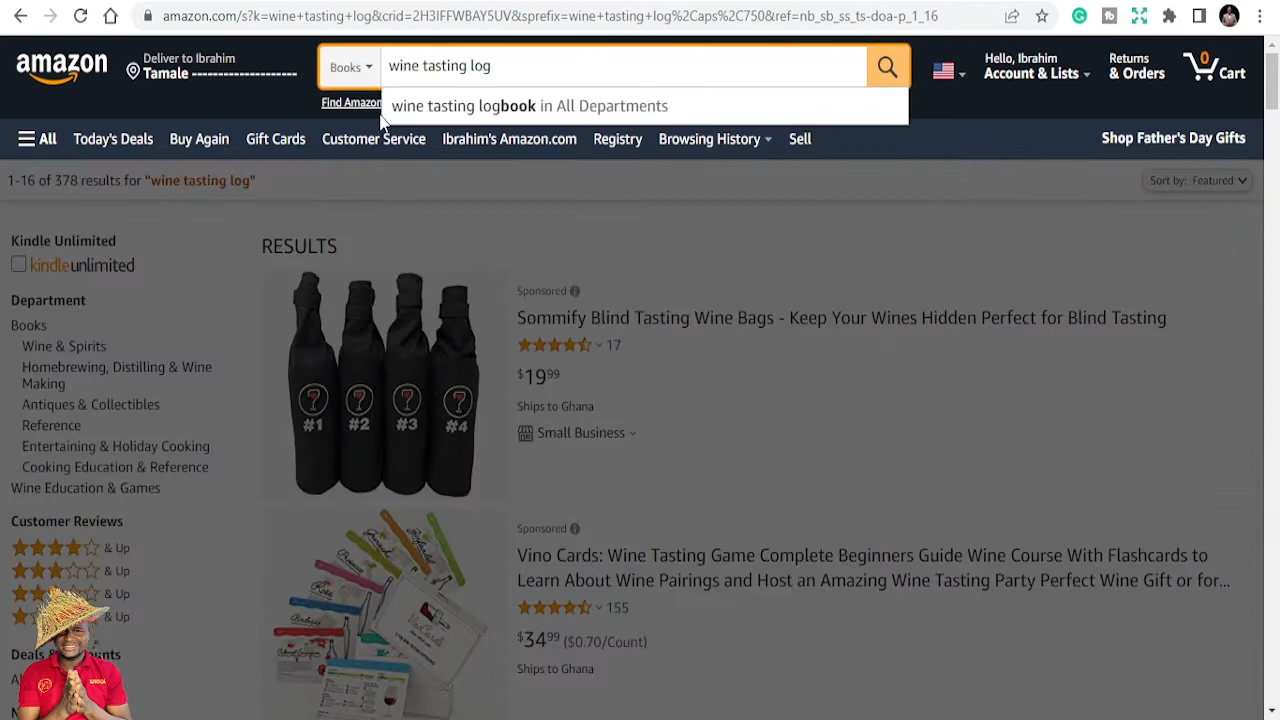 amazon.com/s?k=wine+tasting+log&crid=2H3IFFWBAY5UV&sprefix=wine+tasting+log%2Caps%2C750&ref=nb_sb_ss_ts-doa-p_1_16
amazon
Deliver to Ibrahim
Tamale ------------------
Books
wine tasting log
Find Amazon
wine tasting logbook in All Departments
Hello, Ibrahim
Account & Lists
Returns
& Orders
0
Cart
All
Today's Deals
Buy Again
Gift Cards
Customer Service
Ibrahim's Amazon.com
Registry
Browsing History
Sell
Shop Father's Day Gifts
1-16 of 378 results for "wine tasting log"
Sort by: Featured
Kindle Unlimited
kindleunlimited
Department
Books
Wine & Spirits
Homebrewing, Distilling & Wine
Making
Antiques & Collectibles
Reference
Entertaining & Holiday Cooking
Cooking Education & Reference
Wine Education & Games
Customer Reviews
& Up
& Up
& Up
& Up
RESULTS
#1
#2
#3
#4
Sponsored
Sommify Blind Tasting Wine Bags - Keep Your Wines Hidden Perfect for Blind Tasting
17
$1999
Ships to Ghana
Small Business
Sponsored
Vino Cards: Wine Tasting Game Complete Beginners Guide Wine Course With Flashcards to
Learn About Wine Pairings and Host an Amazing Wine Tasting Party Perfect Wine Gift or for...
155
$3499 ($0.70/Count)
Ships to Ghana